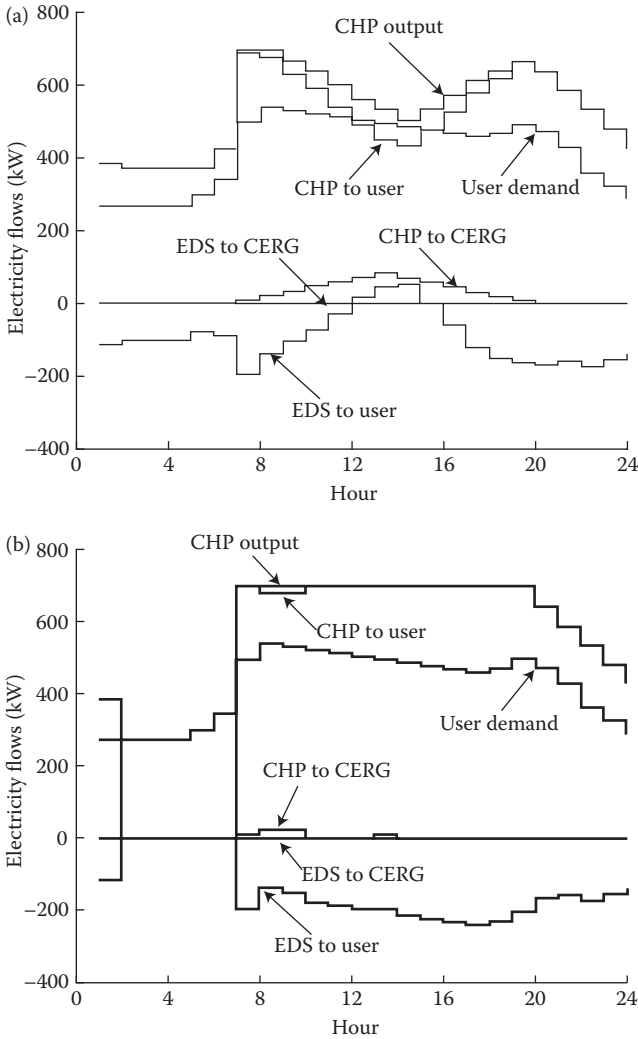 (a)
800
600
400
200
0
−200
−400
Electricity flows (kW)
CHP output
CHP to user
User demand
EDS to CERG
CHP to CERG
EDS to user
0 4 8 12 16 20 24
Hour
(b)
800
600
400
200
0
−200
−400
Electricity flows (kW)
CHP output
CHP to user
User demand
CHP to CERG
EDS to CERG
EDS to user
0 4 8 12 16 20 24
Hour